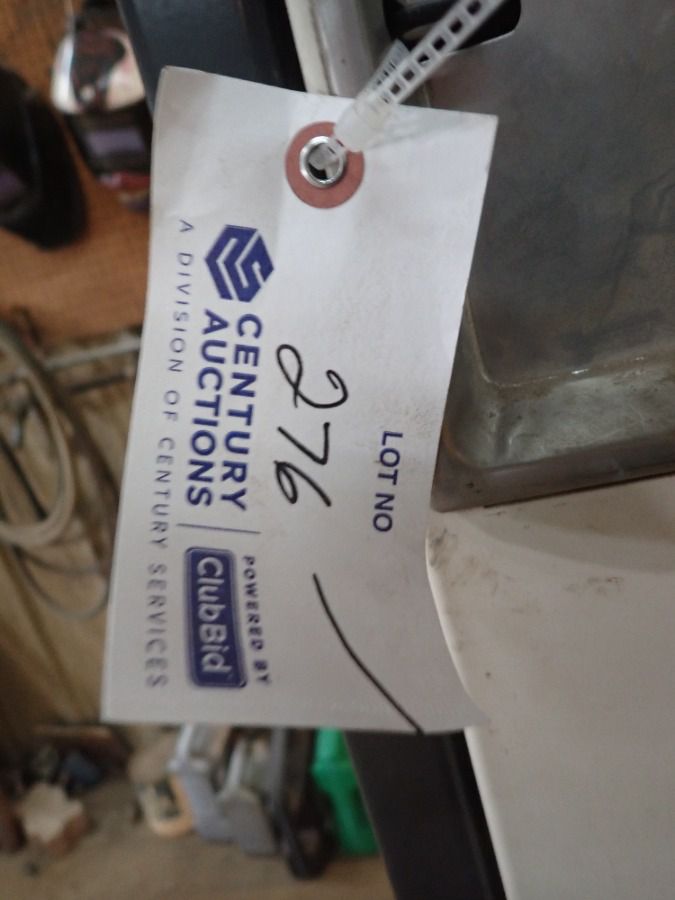 LOT NO
276
CENTURY
AUCTIONS
A DIVISION OF CENTURY SERVICES
POWERED BY
ClubBid